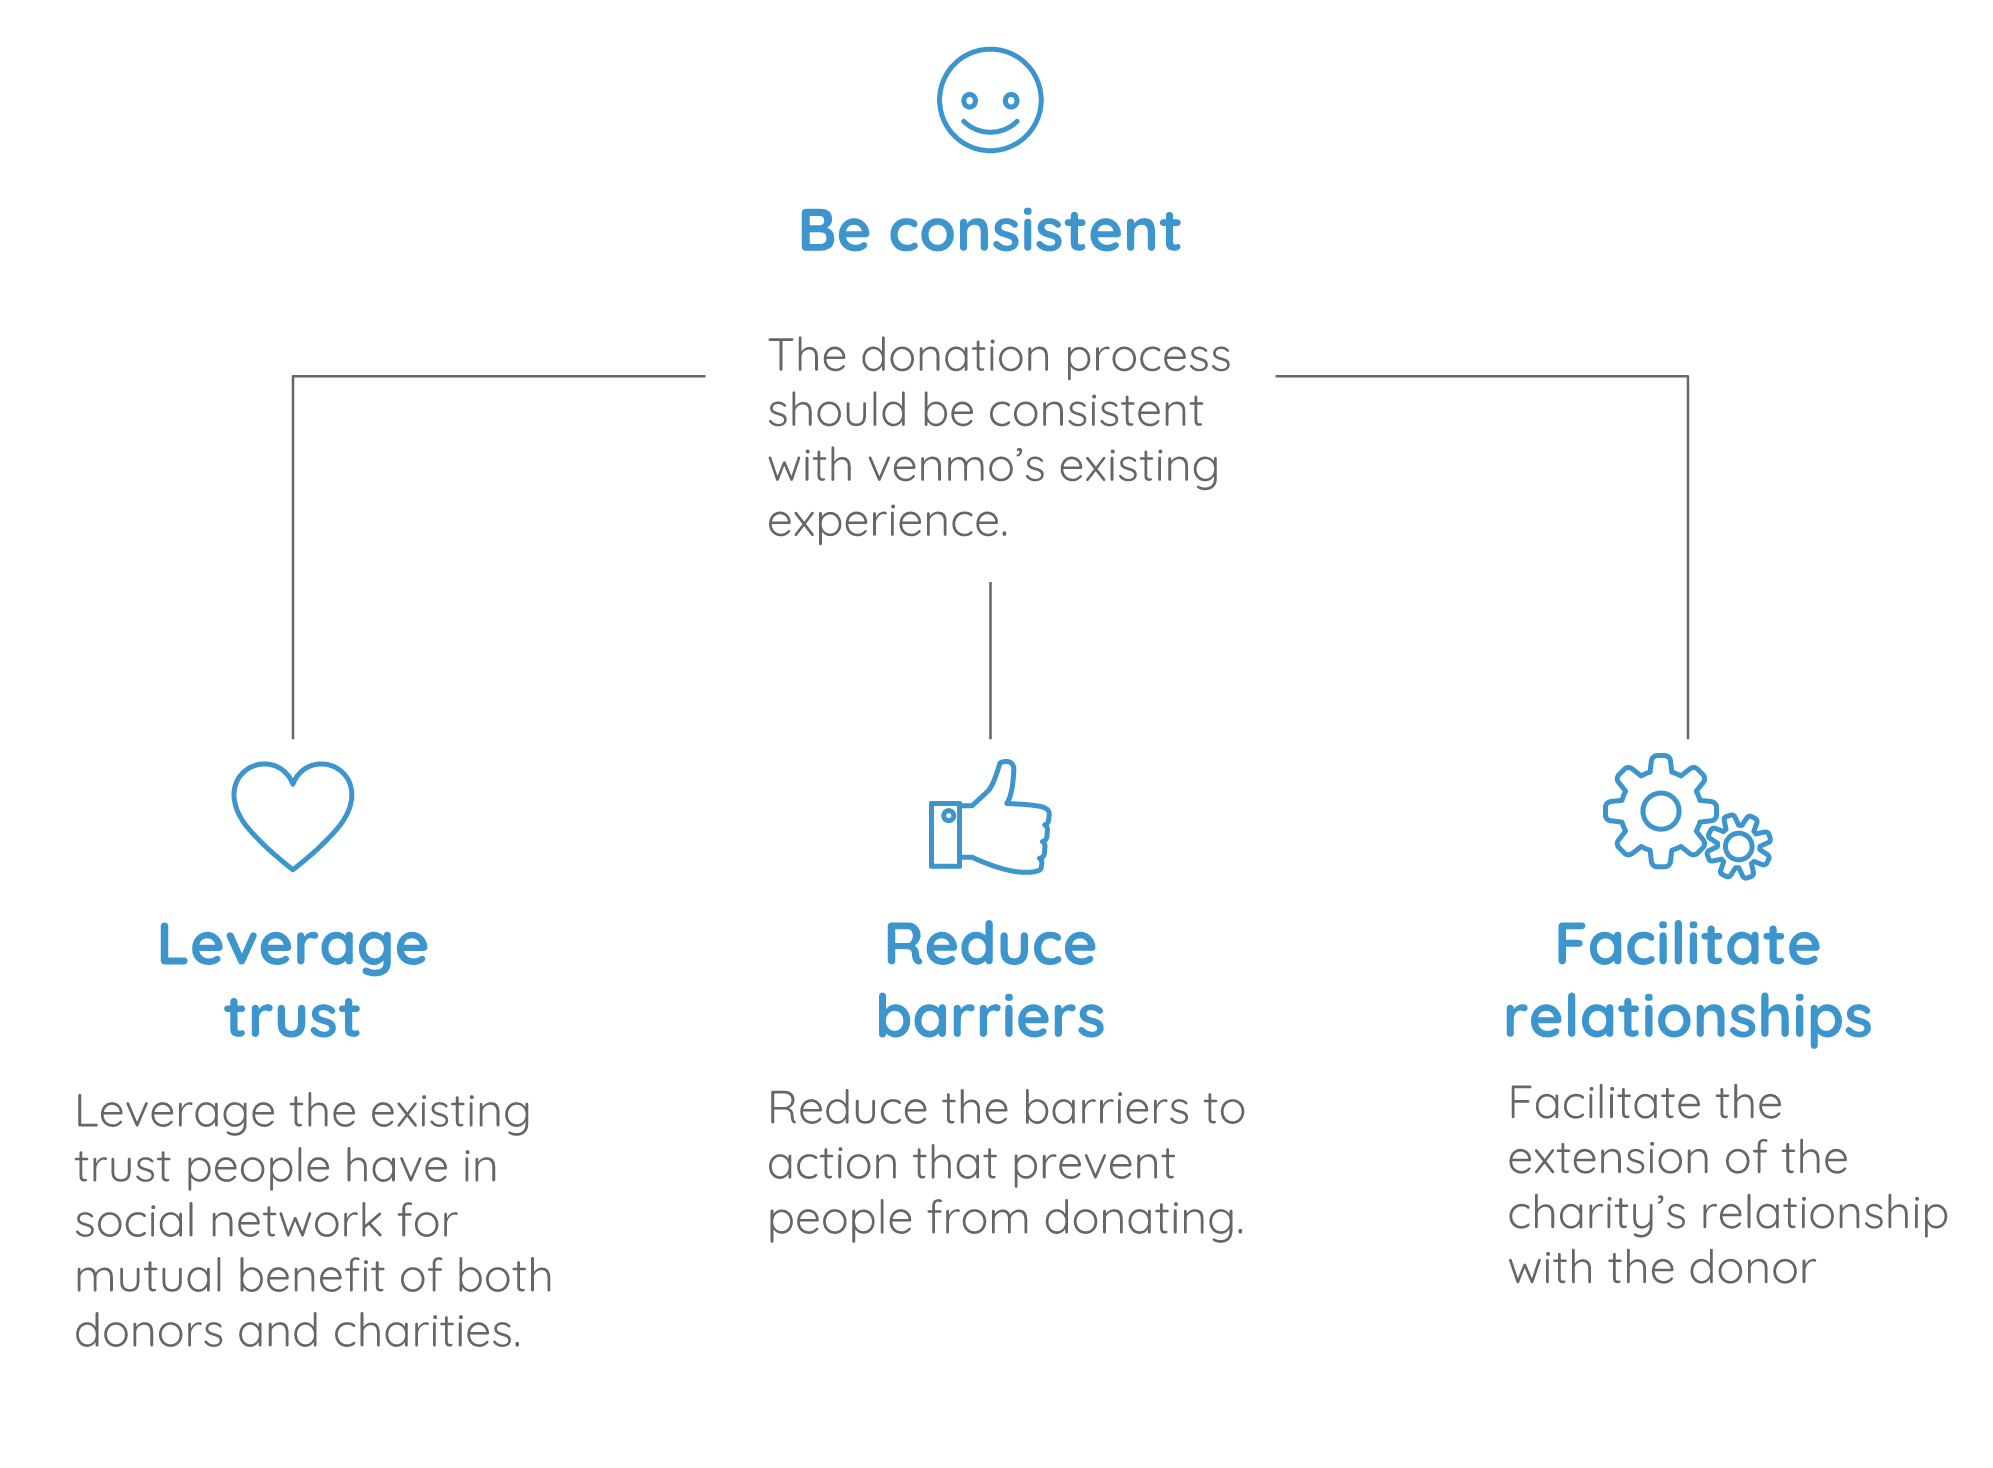 Be consistent
The donation process
should be consistent
with venmo’s existing
experience.
Leverage
trust
Leverage the existing
trust people have in
social network for
mutual benefit of both
donors and charities.
Reduce
barriers
Reduce the barriers to
action that prevent
people from donating.
Facilitate
relationships
Facilitate the
extension of the
charity’s relationship
with the donor